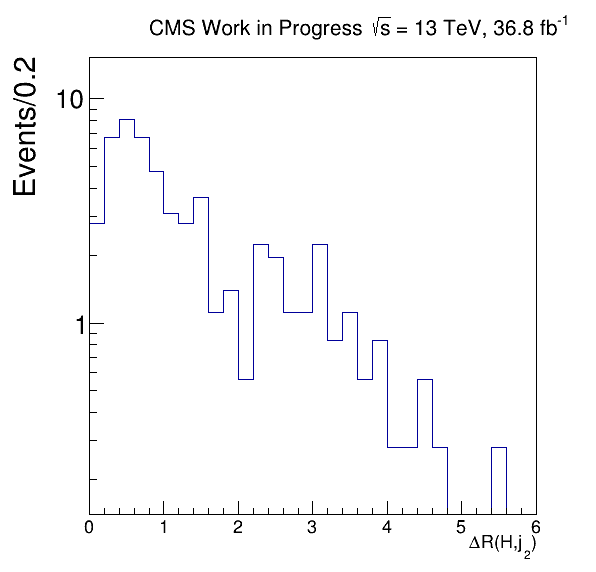 CMS Work in Progress √s = 13 TeV, 36.8 fb⁻¹
Events/0.2
10
1
0 1 2 3 4 5 6
ΔR(H,j₂)